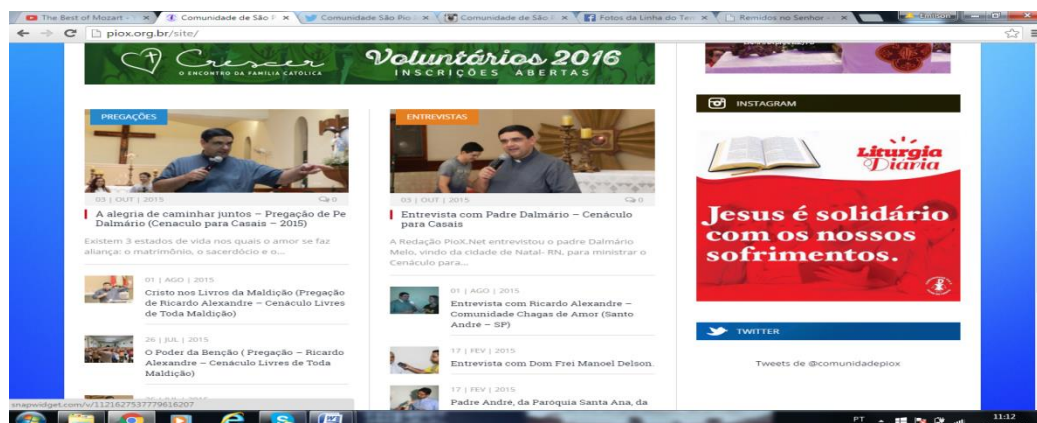 The Best of Mozart
Comunidade de São P
Comunidade São Pio
Comunidade de São
Fotos da Linha do Tem
Remidos no Senhor
piox.org.br/site/
Crescer
O ENCONTRO DA FAMÍLIA CATÓLICA
Voluntários 2016
INSCRIÇÕES ABERTAS
PREGAÇÕES
03 | OUT | 2015
0
A alegria de caminhar juntos – Pregação de Pe
Dalmário (Cenaculo para Casais – 2015)
Existem 3 estados de vida nos quais o amor se faz
aliança: o matrimônio, o sacerdócio e o...
01 | AGO | 2015
Cristo nos Livros da Maldição (Pregação
de Ricardo Alexandre – Cenáculo Livres
de Toda Maldição)
26 | JUL | 2015
O Poder da Benção ( Pregação – Ricardo
Alexandre – Cenáculo Livres de Toda
Maldição)
ENTREVISTAS
03 | OUT | 2015
0
Entrevista com Padre Dalmário – Cenáculo
para Casais
A Redação PioX.Net entrevistou o padre Dalmário
Melo, vindo da cidade de Natal- RN, para ministrar o
Cenáculo para...
01 | AGO | 2015
Entrevista com Ricardo Alexandre –
Comunidade Chagas de Amor (Santo
André – SP)
17 | FEV | 2015
Entrevista com Dom Frei Manoel Delson.
17 | FEV | 2015
Padre André, da Paróquia Santa Ana, da
INSTAGRAM
Liturgia
Diária
Jesus é solidário
com os nossos
sofrimentos.
TWITTER
Tweets de @comunidadepiox
snapwidget.com/v/1121627537779616207
PT
11:12